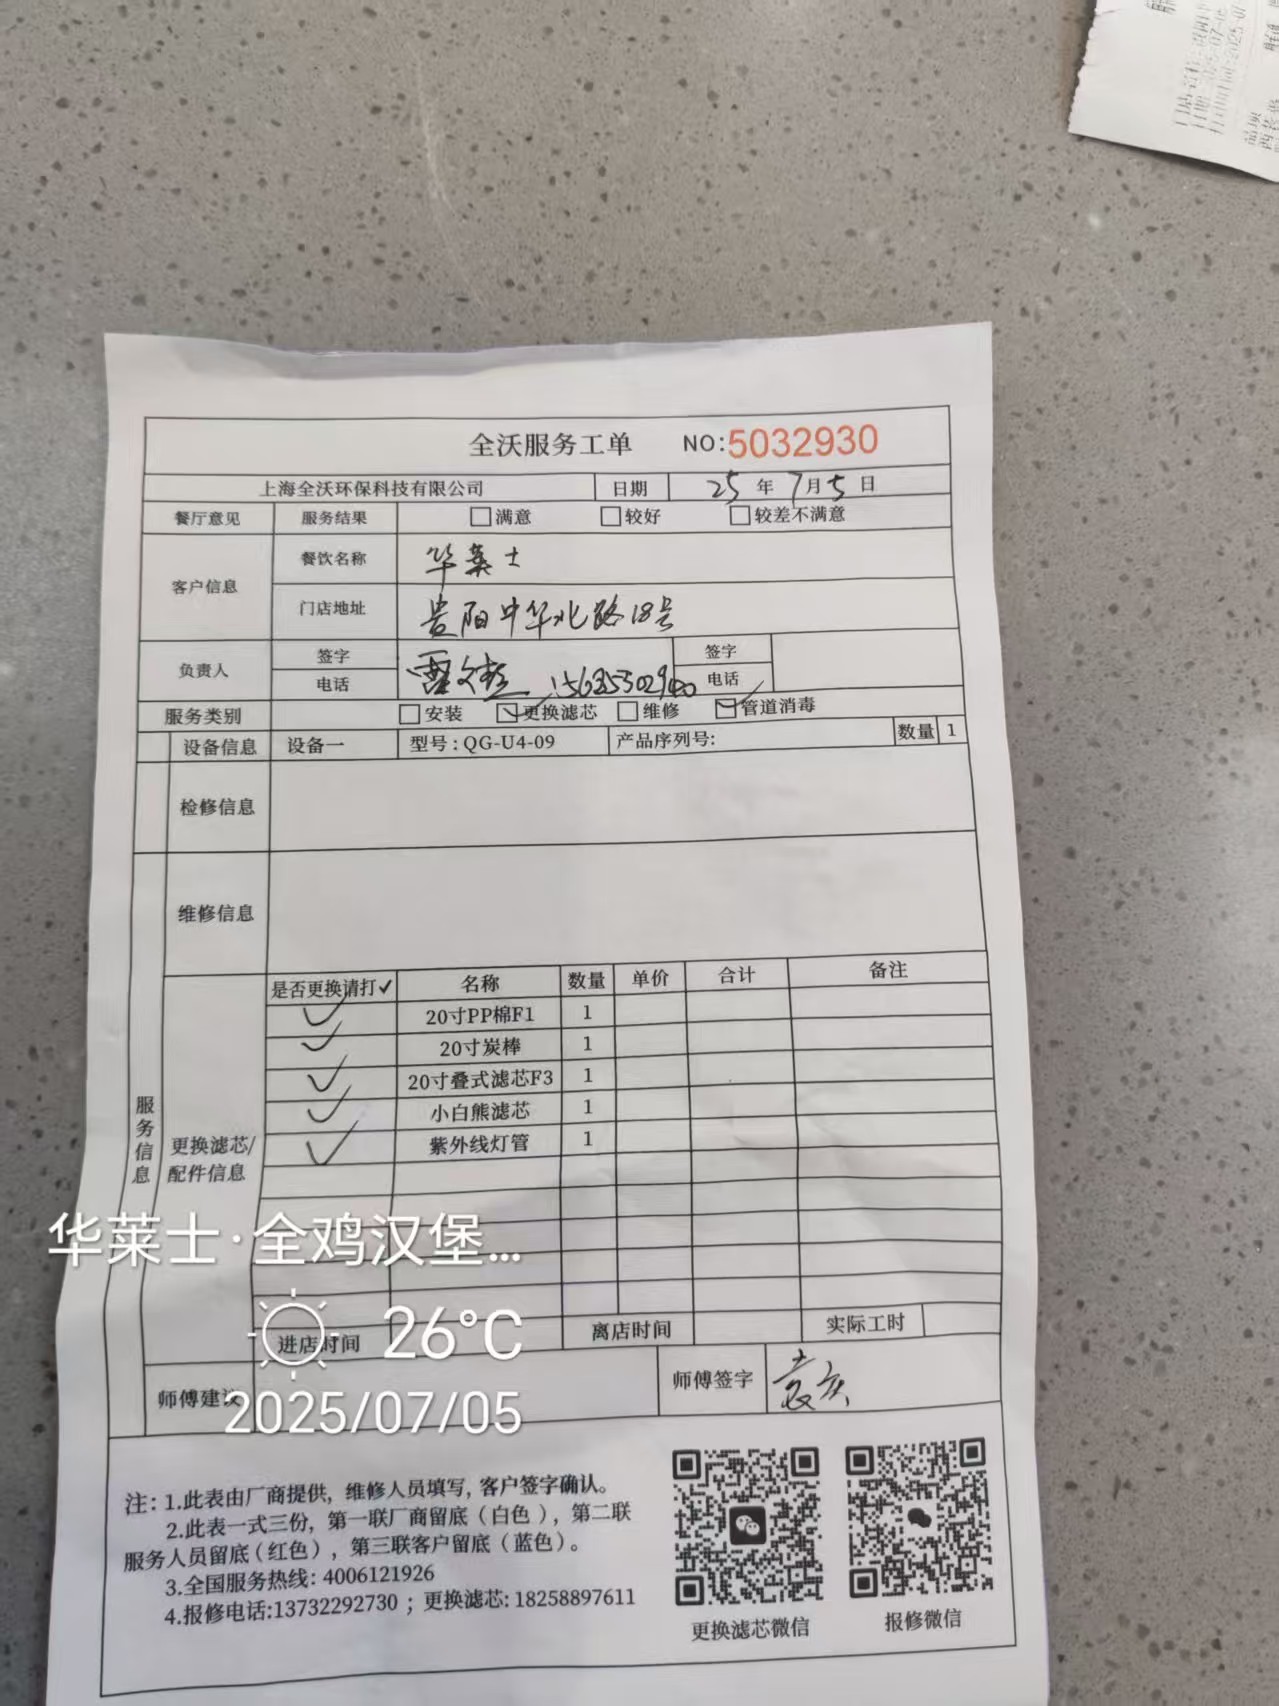 全沃服务工单 NO:5032930
上海全沃环保科技有限公司 日期 25年7月5日
餐厅意见 服务结果 满意 较好 较差不满意
客户信息 餐饮名称 华莱士
门店地址 贵阳中华北路18号
负责人 签字 签字
电话 电话
服务类别 安装 更换滤芯 维修 管道消毒
设备信息 设备一 型号:QG-U4-09 产品序列号: 数量 1
检修信息
维修信息
是否更换请打✓ 名称 数量 单价 合计 备注
✓ 20寸PP棉F1 1
✓ 20寸炭棒 1
✓ 20寸叠式滤芯F3 1
✓ 小白熊滤芯 1
✓ 紫外线灯管 1
服务信息
更换滤芯/
配件信息
华莱士·全鸡汉堡...
进店时间 离店时间 实际工时
26°C
师傅建议 师傅签字
2025/07/05
注:1.此表由厂商提供,维修人员填写,客户签字确认。
2.此表一式三份,第一联厂商留底(白色),第二联
服务人员留底(红色),第三联客户留底(蓝色)。
3.全国服务热线:4006121926
4.报修电话:13732292730;更换滤芯:18258897611
更换滤芯微信 报修微信